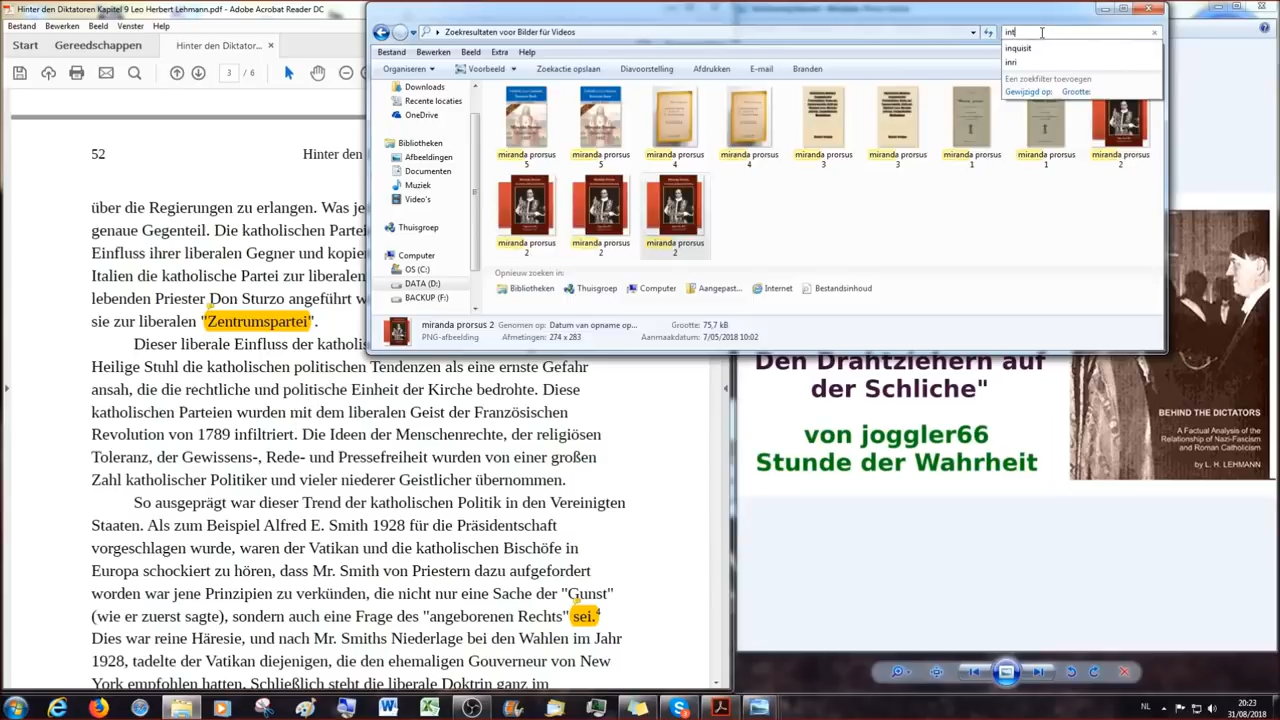 Hinter den Diktatoren Kapitel 9 Leo Herbert Lehmann.pdf - Adobe Acrobat Reader DC
Bestand Bewerken Beeld Venster Help
Start Gereedschappen Hinter den Diktator... ×
3 / 6
52 Hinter den
über die Regierungen zu erlangen. Was je
genaue Gegenteil. Die katholischen Partei
Einfluss ihrer liberalen Gegner und kopier
Italien die katholische Partei zur liberalen
lebenden Priester Don Sturzo angeführt w
sie zur liberalen "Zentrumspartei".
Dieser liberale Einfluss der katholis
Heilige Stuhl die katholischen politischen Tendenzen als eine ernste Gefahr
ansah, die die rechtliche und politische Einheit der Kirche bedrohte. Diese
katholischen Parteien wurden mit dem liberalen Geist der Französischen
Revolution von 1789 infiltriert. Die Ideen der Menschenrechte, der religiösen
Toleranz, der Gewissens-, Rede- und Pressefreiheit wurden von einer großen
Zahl katholischer Politiker und vieler niederer Geistlicher übernommen.
So ausgeprägt war dieser Trend der katholischen Politik in den Vereinigten
Staaten. Als zum Beispiel Alfred E. Smith 1928 für die Präsidentschaft
vorgeschlagen wurde, waren der Vatikan und die katholischen Bischöfe in
Europa schockiert zu hören, dass Mr. Smith von Priestern dazu aufgefordert
worden war jene Prinzipien zu verkünden, die nicht nur eine Sache der "Gunst"
(wie er zuerst sagte), sondern auch eine Frage des "angeborenen Rechts" sei.4
Dies war reine Häresie, und nach Mr. Smiths Niederlage bei den Wahlen im Jahr
1928, tadelte der Vatikan diejenigen, die den ehemaligen Gouverneur von New
York empfohlen hatten. Schließlich steht die liberale Doktrin ganz im
Zoekresultaten voor Bilder für Videos
int
inquisit
inri
Een zoekfilter toevoegen
Gewijzigd op: Grootte:
Bestand Bewerken Beeld Extra Help
Organiseren Voorbeeld Zoekactie opslaan Diavoorstelling Afdrukken E-mail Branden
Downloads
Recente locaties
OneDrive
Bibliotheken
Afbeeldingen
Documenten
Muziek
Video's
Thuisgroep
Computer
OS (C:)
DATA (D:)
BACKUP (F:)
miranda prorsus 5
miranda prorsus 5
miranda prorsus 4
miranda prorsus 4
miranda prorsus 3
miranda prorsus 3
miranda prorsus 1
miranda prorsus 1
miranda prorsus 2
miranda prorsus 2
miranda prorsus 2
miranda prorsus 2
Opnieuw zoeken in:
Bibliotheken Thuisgroep Computer Aangepast... Internet Bestandsinhoud
miranda prorsus 2 Genomen op: Datum van opname op... Grootte: 75,7 kB
PNG-afbeelding Afmetingen: 274 x 283 Aanmaakdatum: 7/05/2018 10:02
Den Drahtziehern auf
der Schliche"
von joggler66
Stunde der Wahrheit
BEHIND THE DICTATORS
A Factual Analysis of the
Relationship of Nazi-Fascism
and Roman Catholicism
by L. H. LEHMANN
NL
20:23
31/08/2018